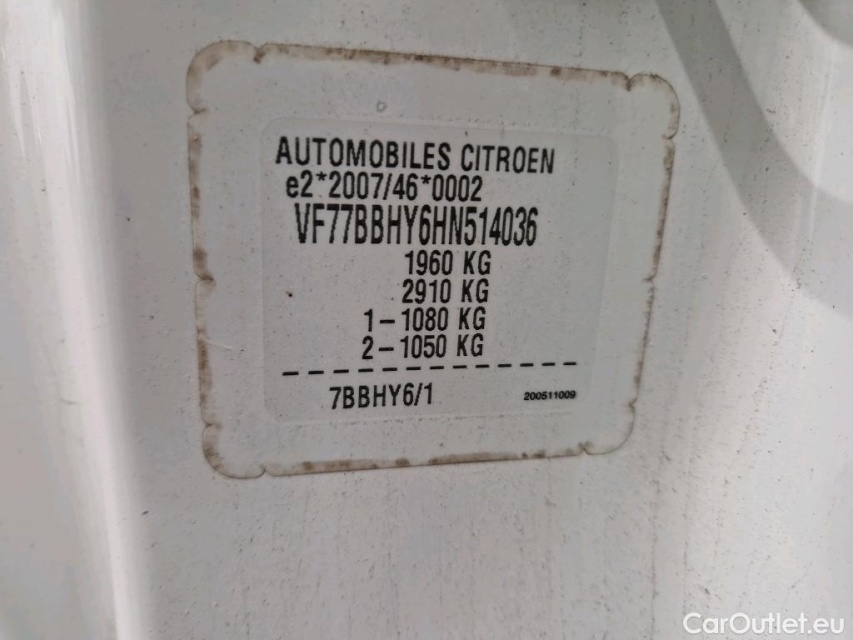 AUTOMOBILES CITROEN
e2*2007/46*0002
VF77BBHY6HN514036
1960 KG
2910 KG
1-1080 KG
2-1050 KG
7BBHY6/1
200511009
CarOutlet.eu